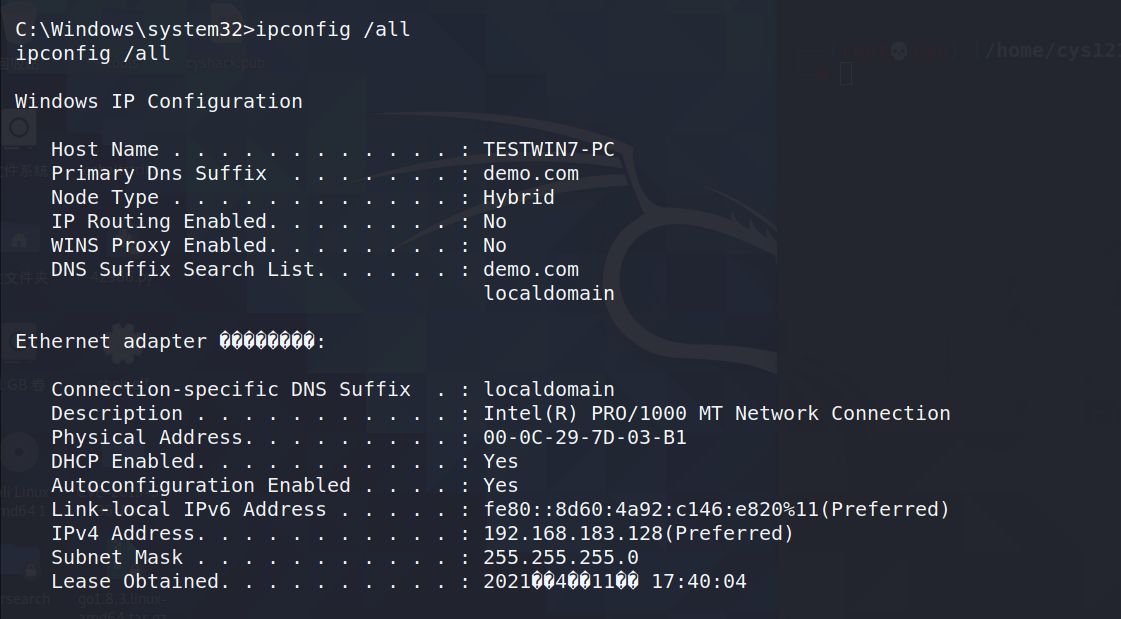 C:\Windows\system32>ipconfig /all
ipconfig /all
[/home/cys12
Windows IP Configuration
Host Name . . . . . . . . . . . . : TESTWIN7-PC
Primary Dns Suffix  . . . . . . . : demo.com
Node Type . . . . . . . . . . . . : Hybrid
IP Routing Enabled. . . . . . . . : No
WINS Proxy Enabled. . . . . . . . : No
DNS Suffix Search List. . . . . . : demo.com
localdomain
Ethernet adapter ��������:
Connection-specific DNS Suffix  . : localdomain
Description . . . . . . . . . . . : Intel(R) PRO/1000 MT Network Connection
Physical Address. . . . . . . . . : 00-0C-29-7D-03-B1
DHCP Enabled. . . . . . . . . . . : Yes
Autoconfiguration Enabled . . . . : Yes
Link-local IPv6 Address . . . . . : fe80::8d60:4a92:c146:e820%11(Preferred)
IPv4 Address. . . . . . . . . . . : 192.168.183.128(Preferred)
Subnet Mask . . . . . . . . . . . : 255.255.255.0
Lease Obtained. . . . . . . . . . : 2021��4��11�� 17:40:04